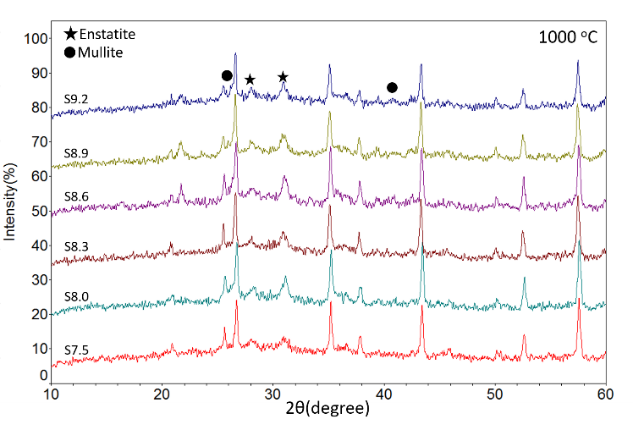 100
90
80
70
60
50
40
30
20
10
0
Intensity(%)
★Enstatite
●Mullite
1000 °C
S9.2
S8.9
S8.6
S8.3
S8.0
S7.5
10 20 30 40 50 60
2θ(degree)